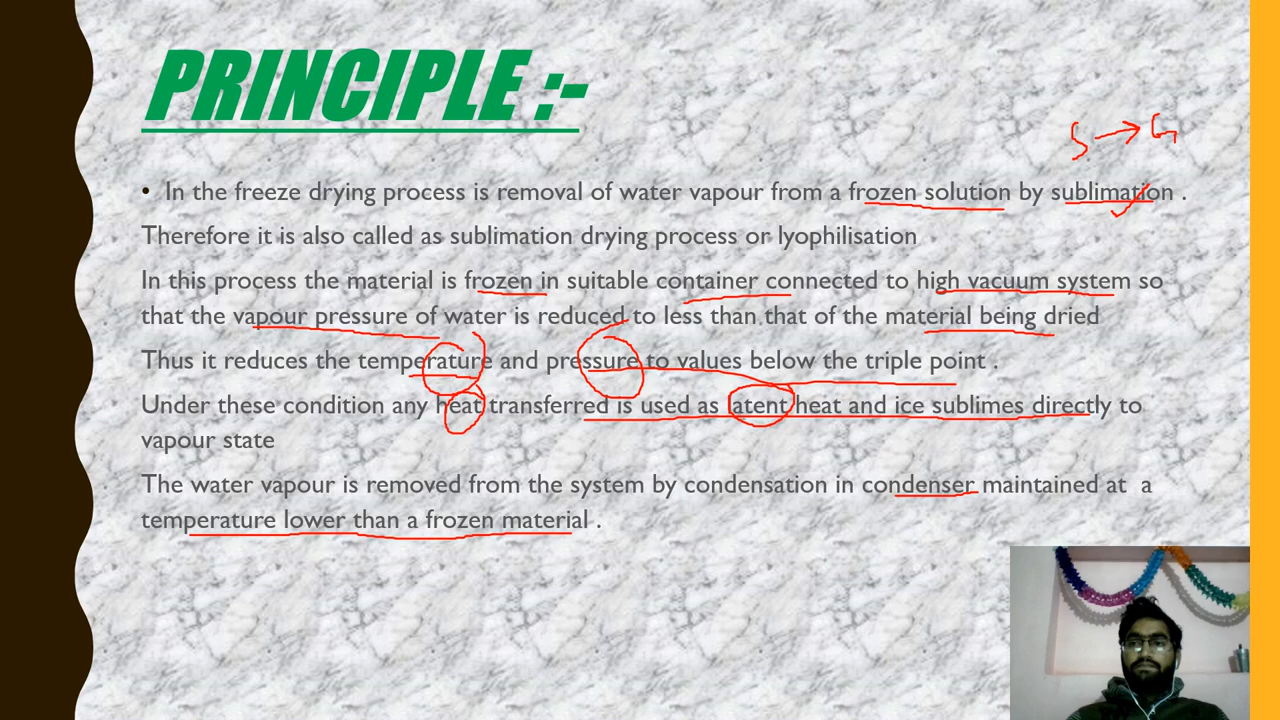 PRINCIPLE :-
S → G
• In the freeze drying process is removal of water vapour from a frozen solution by sublimation .
Therefore it is also called as sublimation drying process or lyophilisation
In this process the material is frozen in suitable container connected to high vacuum system so
that the vapour pressure of water is reduced to less than that of the material being dried
Thus it reduces the temperature and pressure to values below the triple point .
Under these condition any heat transferred is used as latent heat and ice sublimes directly to
vapour state
The water vapour is removed from the system by condensation in condenser maintained at a
temperature lower than a frozen material .